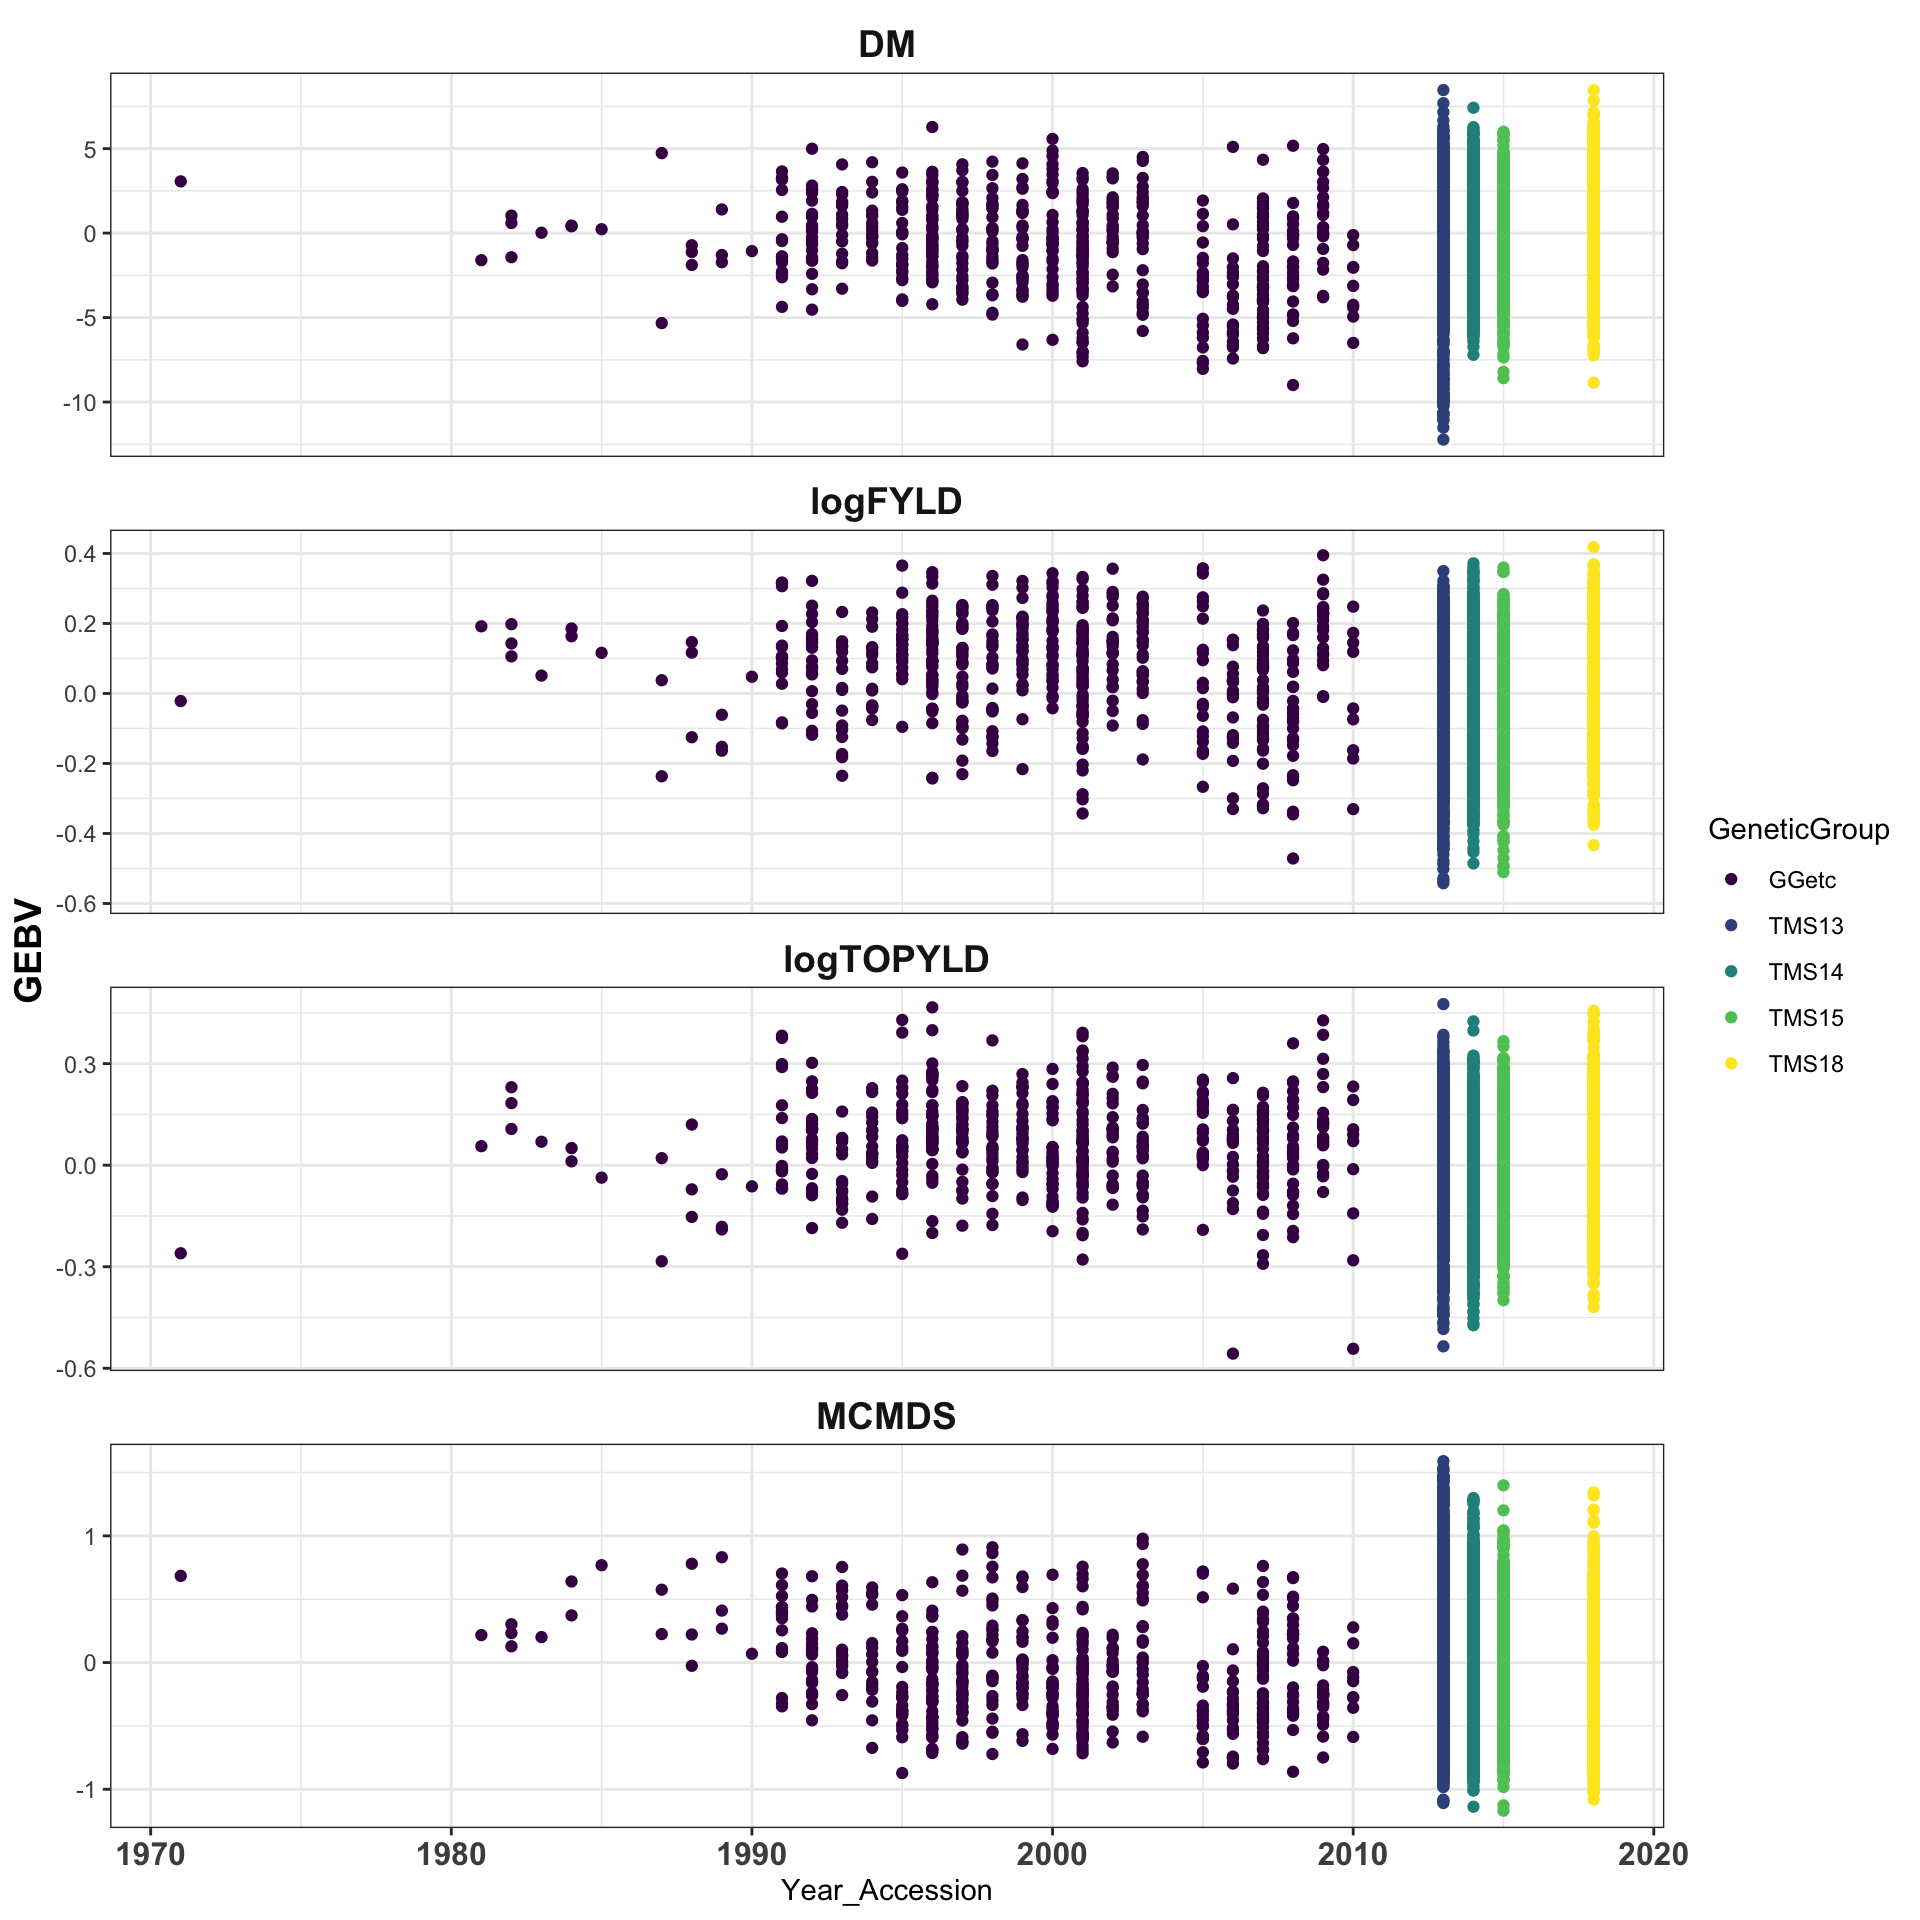 DM
5
0
-5
-10
logFYLD
0.4
0.2
0.0
-0.2
-0.4
-0.6
logTOPYLD
0.3
0.0
-0.3
-0.6
MCMDS
1
0
-1
1970 1980 1990 2000 2010 2020
Year_Accession
GEBV
GeneticGroup
GGetc
TMS13
TMS14
TMS15
TMS18